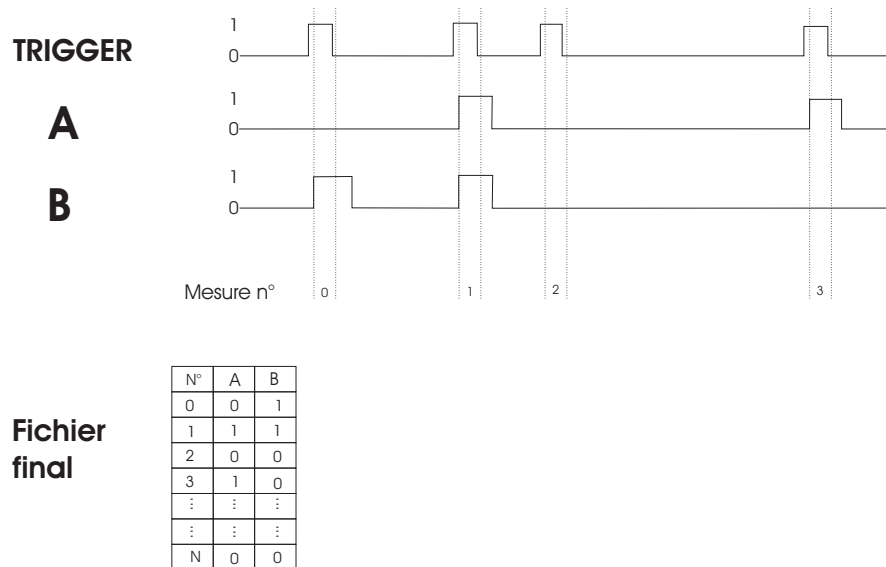 TRIGGER
1
0
A
1
0
B
1
0
Mesure n° 0 1 2 3
Fichier
final
N° A B
0 0 1
1 1 1
2 0 0
3 1 0
⋮ ⋮ ⋮
⋮ ⋮ ⋮
N 0 0